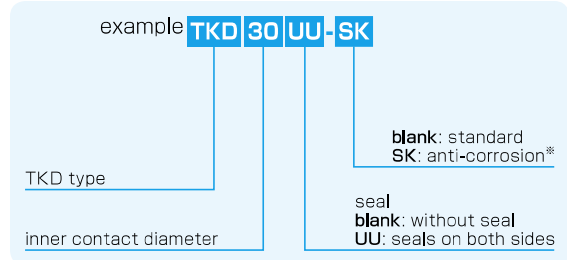 example TKD 30 UU - SK
blank: standard
SK: anti-corrosion※
TKD type
seal
blank: without seal
inner contact diameter
UU: seals on both sides